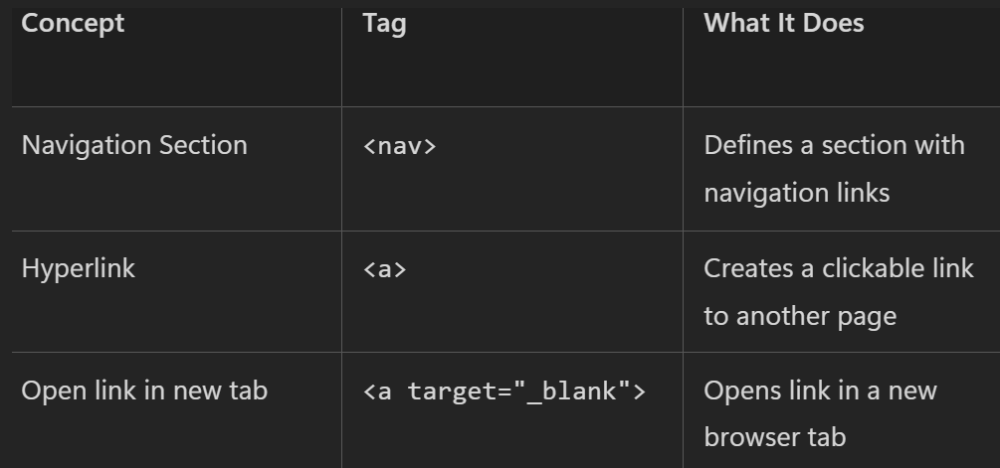 Concept Tag What It Does
Navigation Section <nav> Defines a section with
navigation links
Hyperlink <a> Creates a clickable link
to another page
Open link in new tab <a target="_blank"> Opens link in a new
browser tab